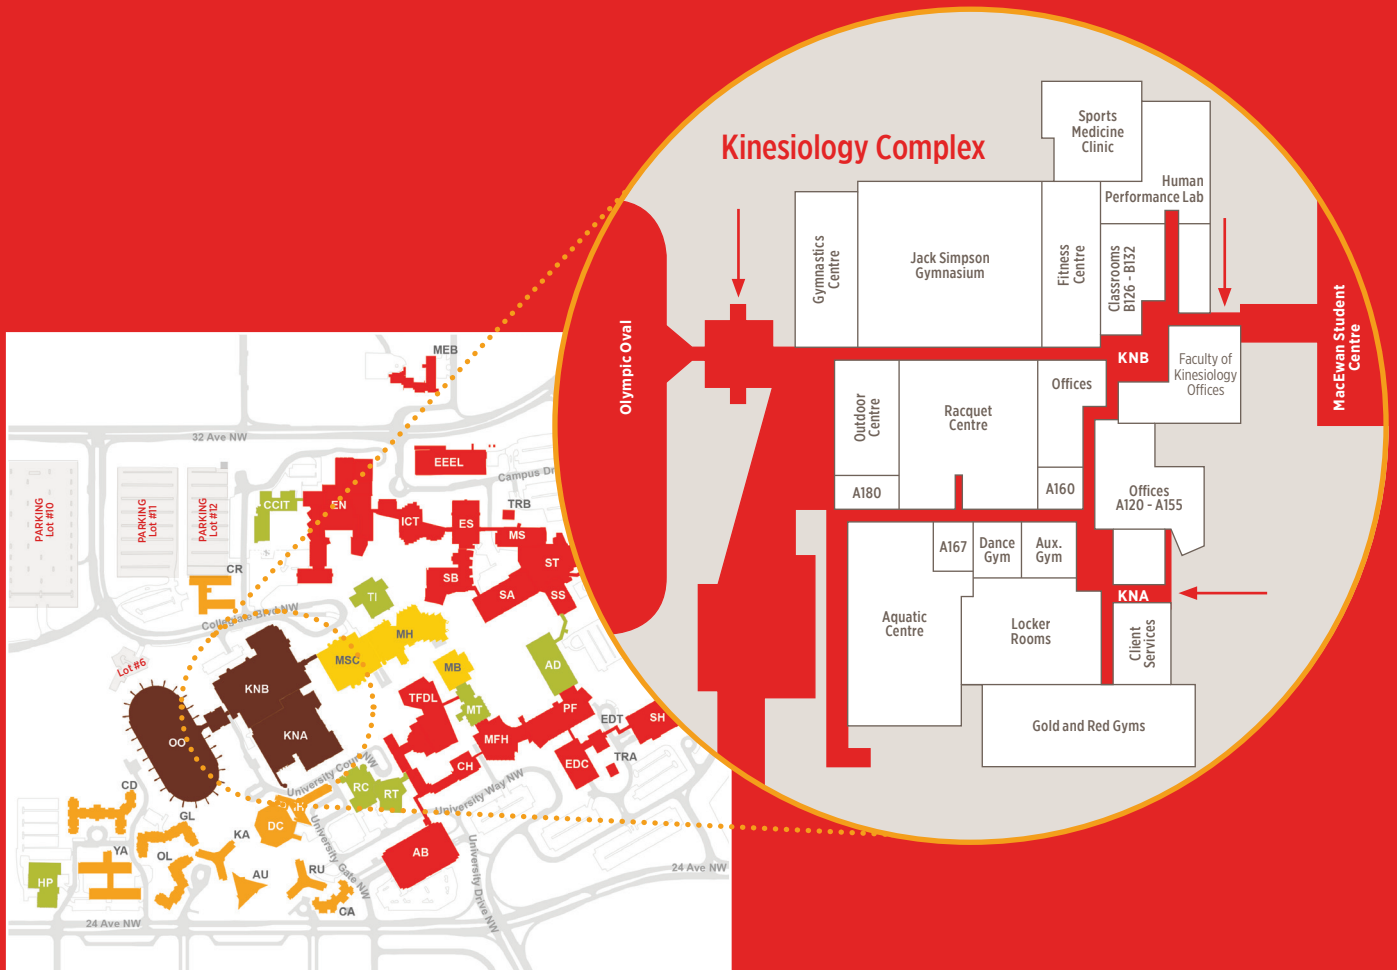 Kinesiology Complex
Sports
Medicine
Clinic
Human
Performance Lab
Gymnastics
Centre
Jack Simpson
Gymnasium
Fitness
Centre
Classrooms
B126 - B132
Olympic Oval
MacEwan Student
Centre
KNB
Faculty of
Kinesiology
Offices
Outdoor
Centre
Racquet
Centre
Offices
A180
A160
Offices
A120 - A155
A167
Dance
Gym
Aux.
Gym
KNA
Aquatic
Centre
Locker
Rooms
Client
Services
Gold and Red Gyms
MEB
32 Ave NW
EEEL
Campus Dr
PARKING
Lot #10
PARKING
Lot #11
PARKING
Lot #12
CCIT
EN
ICT
ES
TRB
MS
ST
CR
SB
SA
SS
TI
Collegiate Blvd NW
MH
MSC
MB
AD
Lot #6
KNB
TFDL
MT
PF
EDT
SH
OO
KNA
MFH
EDC
TRA
CH
University Court NW
RC
RT
University Way NW
CD
GL
DC
KA
YA
OL
AU
RU
University Gate NW
AB
University Drive NW
24 Ave NW
HP
CA
24 Ave NW